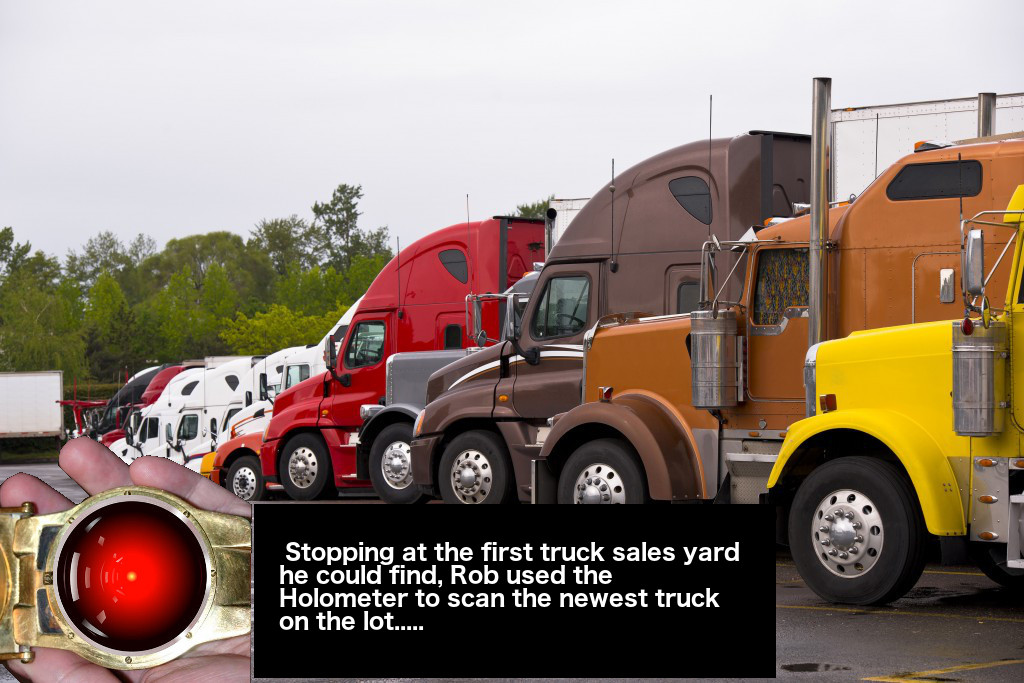 Stopping at the first truck sales yard
he could find, Rob used the
Holometer to scan the newest truck
on the lot.....